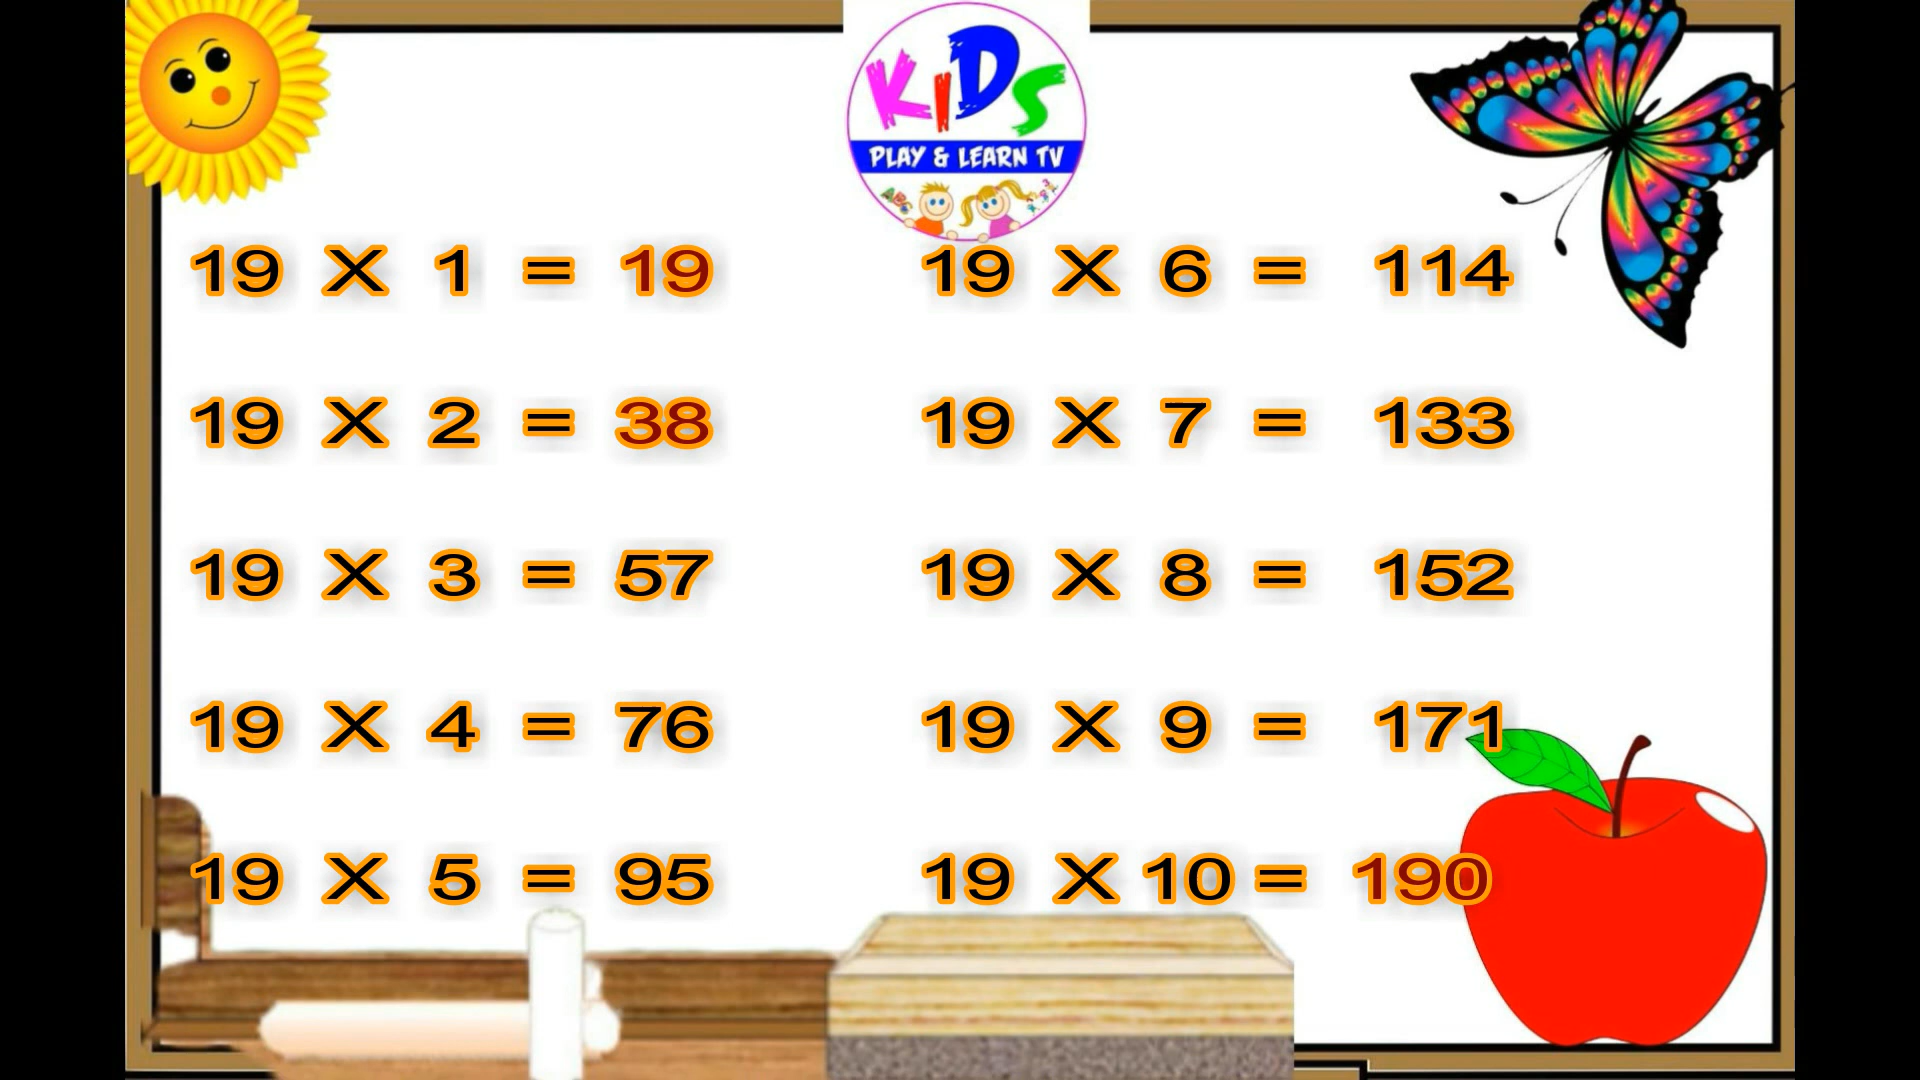 KiDS
PLAY & LEARN TV
ABC
19 X 1 = 19
19 X 2 = 38
19 X 3 = 57
19 X 4 = 76
19 X 5 = 95
19 X 6 = 114
19 X 7 = 133
19 X 8 = 152
19 X 9 = 171
19 X 10 = 190